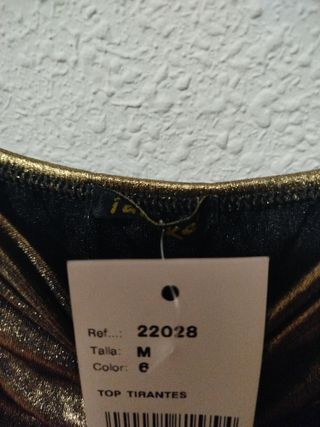 Ref...: 22028
Talla: M
Color: 6
TOP TIRANTES